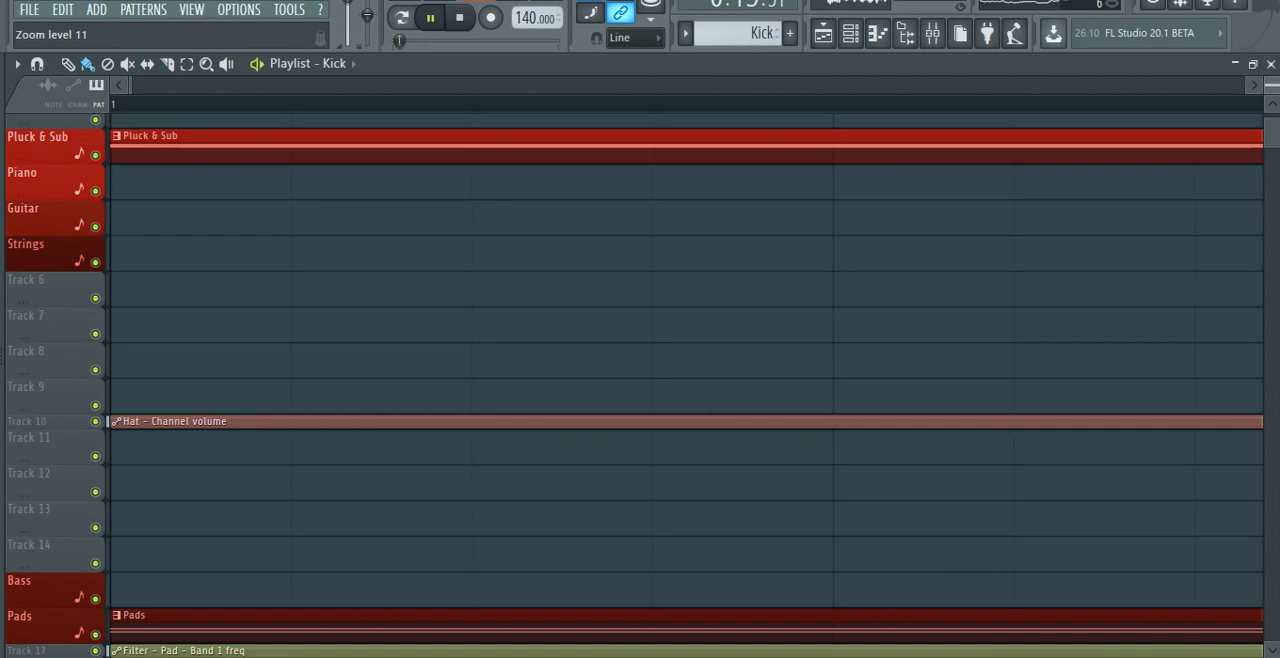 FILE EDIT ADD PATTERNS VIEW OPTIONS TOOLS ?
140.000
Zoom level 11
Line
Kick
26.10 FL Studio 20.1 BETA
Playlist - Kick
NOTE CHAN PAT
1
Pluck & Sub
Pluck & Sub
Piano
Guitar
Strings
Track 6
Track 7
Track 8
Track 9
Track 10
Hat - Channel volume
Track 11
Track 12
Track 13
Track 14
Bass
Pads
Pads
Track 17
Filter - Pad - Band 1 freq